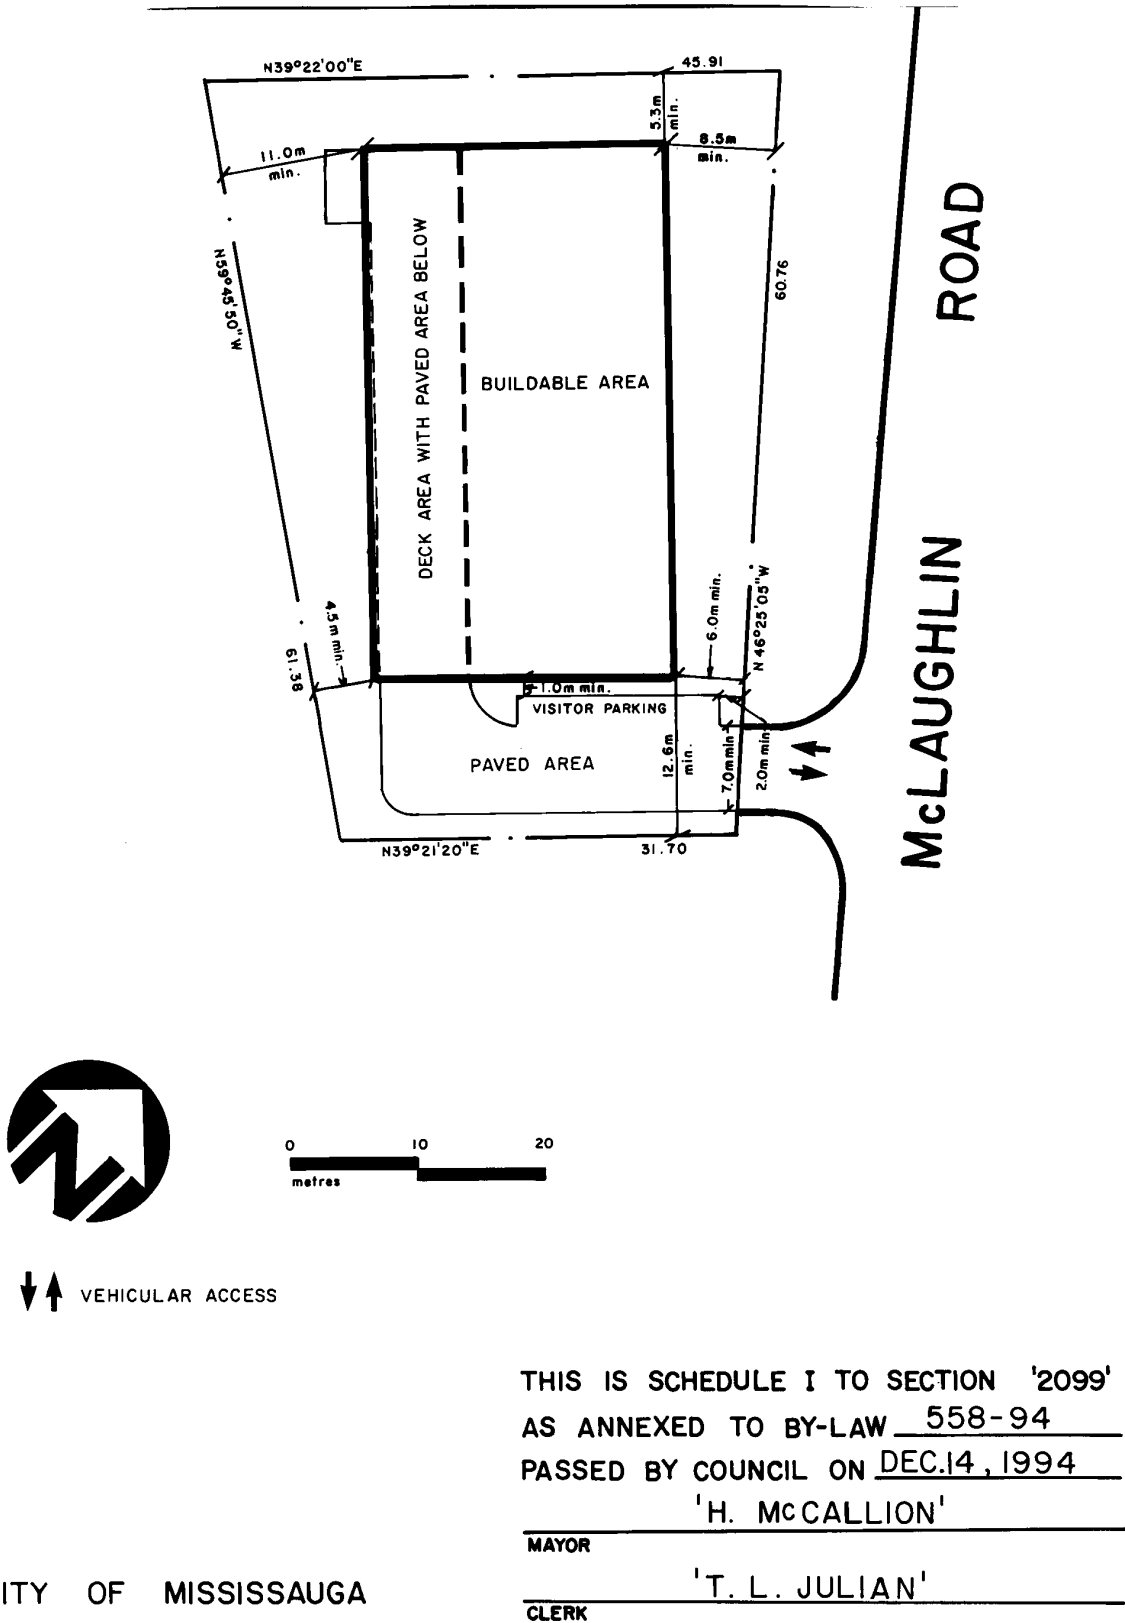 N39°22'00"E
45.91
5.3m
min.
8.5m
min.
11.0m
min.
N59°45'50"W
DECK AREA WITH PAVED AREA BELOW
BUILDABLE AREA
60.76
ROAD
McLAUGHLIN
4.5m min.
61.38
6.0m min.
N 46°25'05"W
1.0m min.
VISITOR PARKING
PAVED AREA
12.6m
min.
7.0m min
2.0m min
N39°21'20"E
31.70
N
0 10 20
metres
VEHICULAR ACCESS
THIS IS SCHEDULE I TO SECTION '2099'
AS ANNEXED TO BY-LAW 558-94
PASSED BY COUNCIL ON DEC.14, 1994
'H. McCALLION'
MAYOR
ITY OF MISSISSAUGA
'T. L. JULIAN'
CLERK